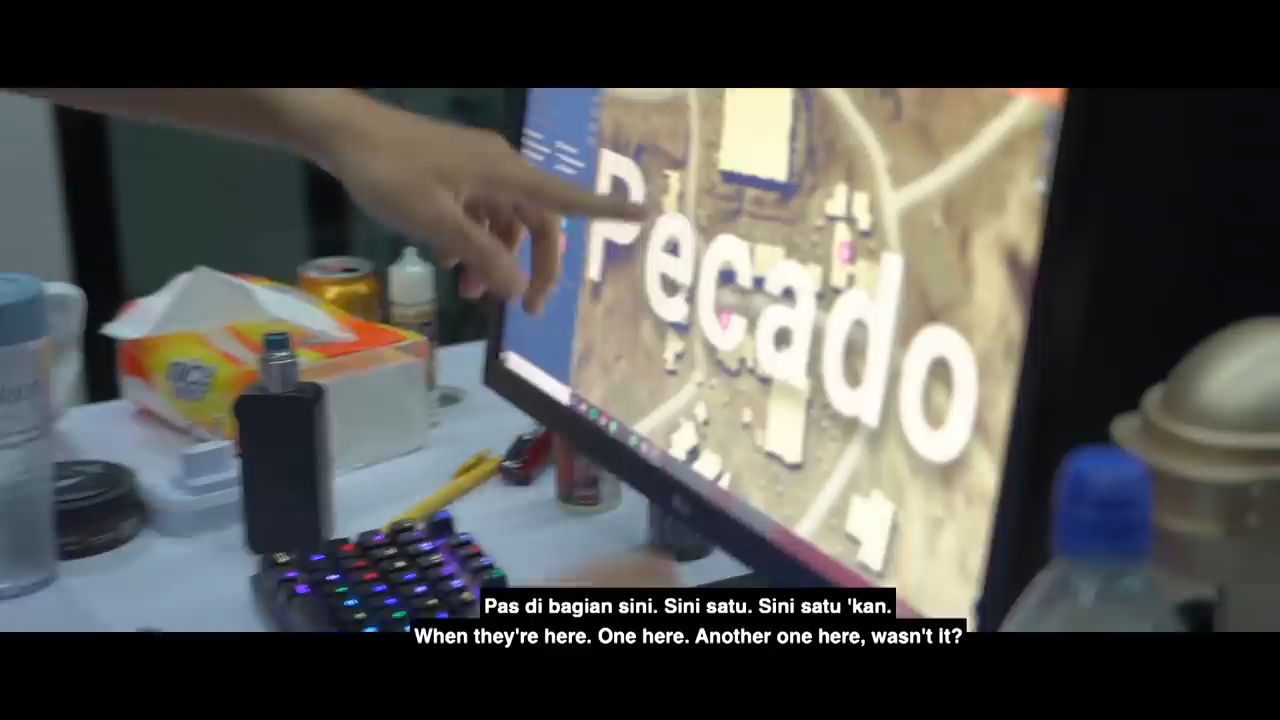 Pecado
Pas di bagian sini. Sini satu. Sini satu 'kan.
When they're here. One here. Another one here, wasn't it?